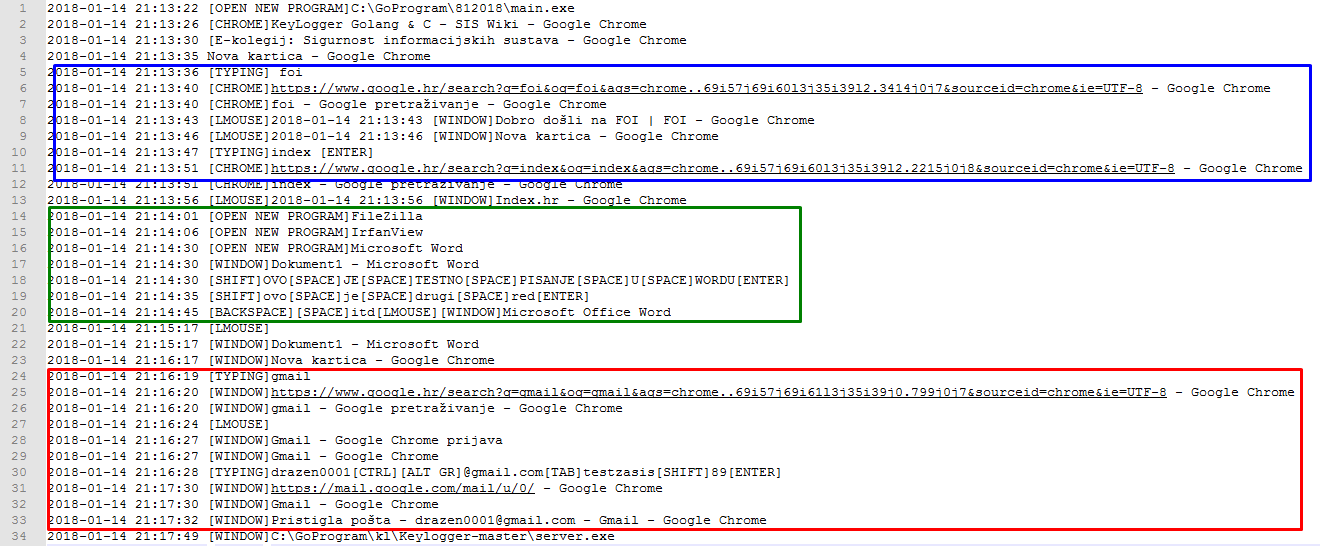 1 2018-01-14 21:13:22 [OPEN NEW PROGRAM]C:\GoProgram\812018\main.exe
2 2018-01-14 21:13:26 [CHROME]KeyLogger Golang & C - SIS Wiki - Google Chrome
3 2018-01-14 21:13:30 [E-kolegij: Sigurnost informacijskih sustava - Google Chrome
4 2018-01-14 21:13:35 Nova kartica - Google Chrome
5 2018-01-14 21:13:36 [TYPING] foi
6 2018-01-14 21:13:40 [CHROME]https://www.google.hr/search?q=foi&oq=foi&aqs=chrome..69i57j69i60l3j35i39l2.3414j0j7&sourceid=chrome&ie=UTF-8 - Google Chrome
7 2018-01-14 21:13:40 [CHROME]foi - Google pretraživanje - Google Chrome
8 2018-01-14 21:13:43 [LMOUSE]2018-01-14 21:13:43 [WINDOW]Dobro došli na FOI | FOI - Google Chrome
9 2018-01-14 21:13:46 [LMOUSE]2018-01-14 21:13:46 [WINDOW]Nova kartica - Google Chrome
10 2018-01-14 21:13:47 [TYPING]index [ENTER]
11 2018-01-14 21:13:51 [CHROME]https://www.google.hr/search?q=index&oq=index&aqs=chrome..69i57j69i60l3j35i39l2.2215j0j8&sourceid=chrome&ie=UTF-8 - Google Chrome
12 2018-01-14 21:13:51 [CHROME]index - Google pretraživanje - Google Chrome
13 2018-01-14 21:13:56 [LMOUSE]2018-01-14 21:13:56 [WINDOW]Index.hr - Google Chrome
14 2018-01-14 21:14:01 [OPEN NEW PROGRAM]FileZilla
15 2018-01-14 21:14:06 [OPEN NEW PROGRAM]IrfanView
16 2018-01-14 21:14:30 [OPEN NEW PROGRAM]Microsoft Word
17 2018-01-14 21:14:30 [WINDOW]Dokument1 - Microsoft Word
18 2018-01-14 21:14:30 [SHIFT]OVO[SPACE]JE[SPACE]TESTNO[SPACE]PISANJE[SPACE]U[SPACE]WORDU[ENTER]
19 2018-01-14 21:14:35 [SHIFT]ovo[SPACE]je[SPACE]drugi[SPACE]red[ENTER]
20 2018-01-14 21:14:45 [BACKSPACE][SPACE]itd[LMOUSE][WINDOW]Microsoft Office Word
21 2018-01-14 21:15:17 [LMOUSE]
22 2018-01-14 21:15:17 [WINDOW]Dokument1 - Microsoft Word
23 2018-01-14 21:16:17 [WINDOW]Nova kartica - Google Chrome
24 2018-01-14 21:16:19 [TYPING]gmail
25 2018-01-14 21:16:20 [WINDOW]https://www.google.hr/search?q=gmail&oq=gmail&aqs=chrome..69i57j69i61l3j35i39j0.799j0j7&sourceid=chrome&ie=UTF-8 - Google Chrome
26 2018-01-14 21:16:20 [WINDOW]gmail - Google pretraživanje - Google Chrome
27 2018-01-14 21:16:24 [LMOUSE]
28 2018-01-14 21:16:27 [WINDOW]Gmail - Google Chrome prijava
29 2018-01-14 21:16:27 [WINDOW]Gmail - Google Chrome
30 2018-01-14 21:16:28 [TYPING]drazen0001[CTRL][ALT GR]@gmail.com[TAB]testzasis[SHIFT]89[ENTER]
31 2018-01-14 21:17:30 [WINDOW]https://mail.google.com/mail/u/0/ - Google Chrome
32 2018-01-14 21:17:30 [WINDOW]Gmail - Google Chrome
33 2018-01-14 21:17:32 [WINDOW]Pristigla pošta - drazen0001@gmail.com - Gmail - Google Chrome
34 2018-01-14 21:17:49 [WINDOW]C:\GoProgram\kl\Keylogger-master\server.exe